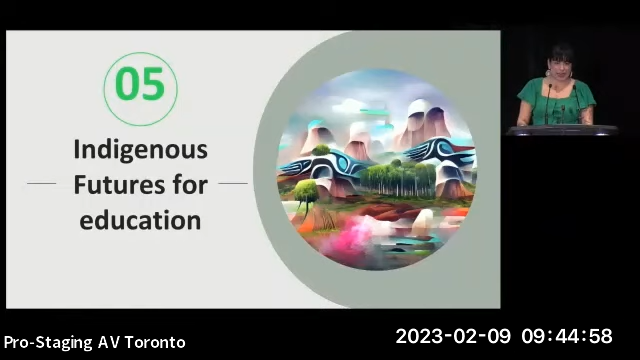 05
Indigenous
Futures for
education
Pro-Staging AV Toronto
2023-02-09 09:44:58